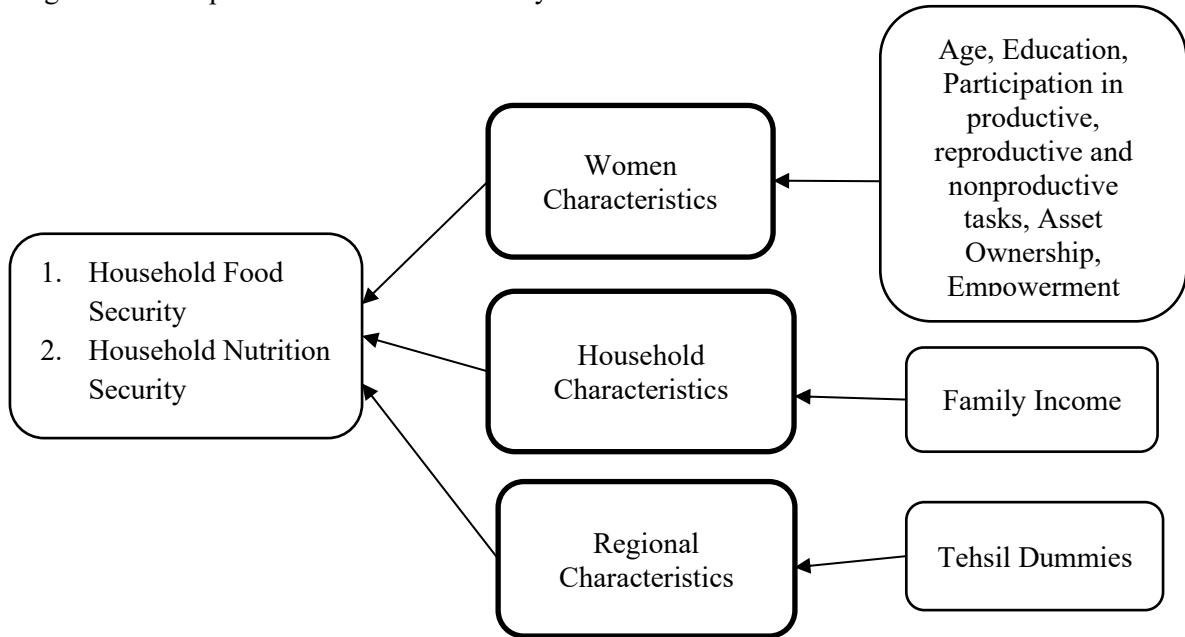 Age, Education,
Participation in
productive,
reproductive and
nonproductive
tasks, Asset
Ownership,
Empowerment
Women
Characteristics
1. Household Food
Security
2. Household Nutrition
Security
Household
Characteristics
Family Income
Regional
Characteristics
Tehsil Dummies